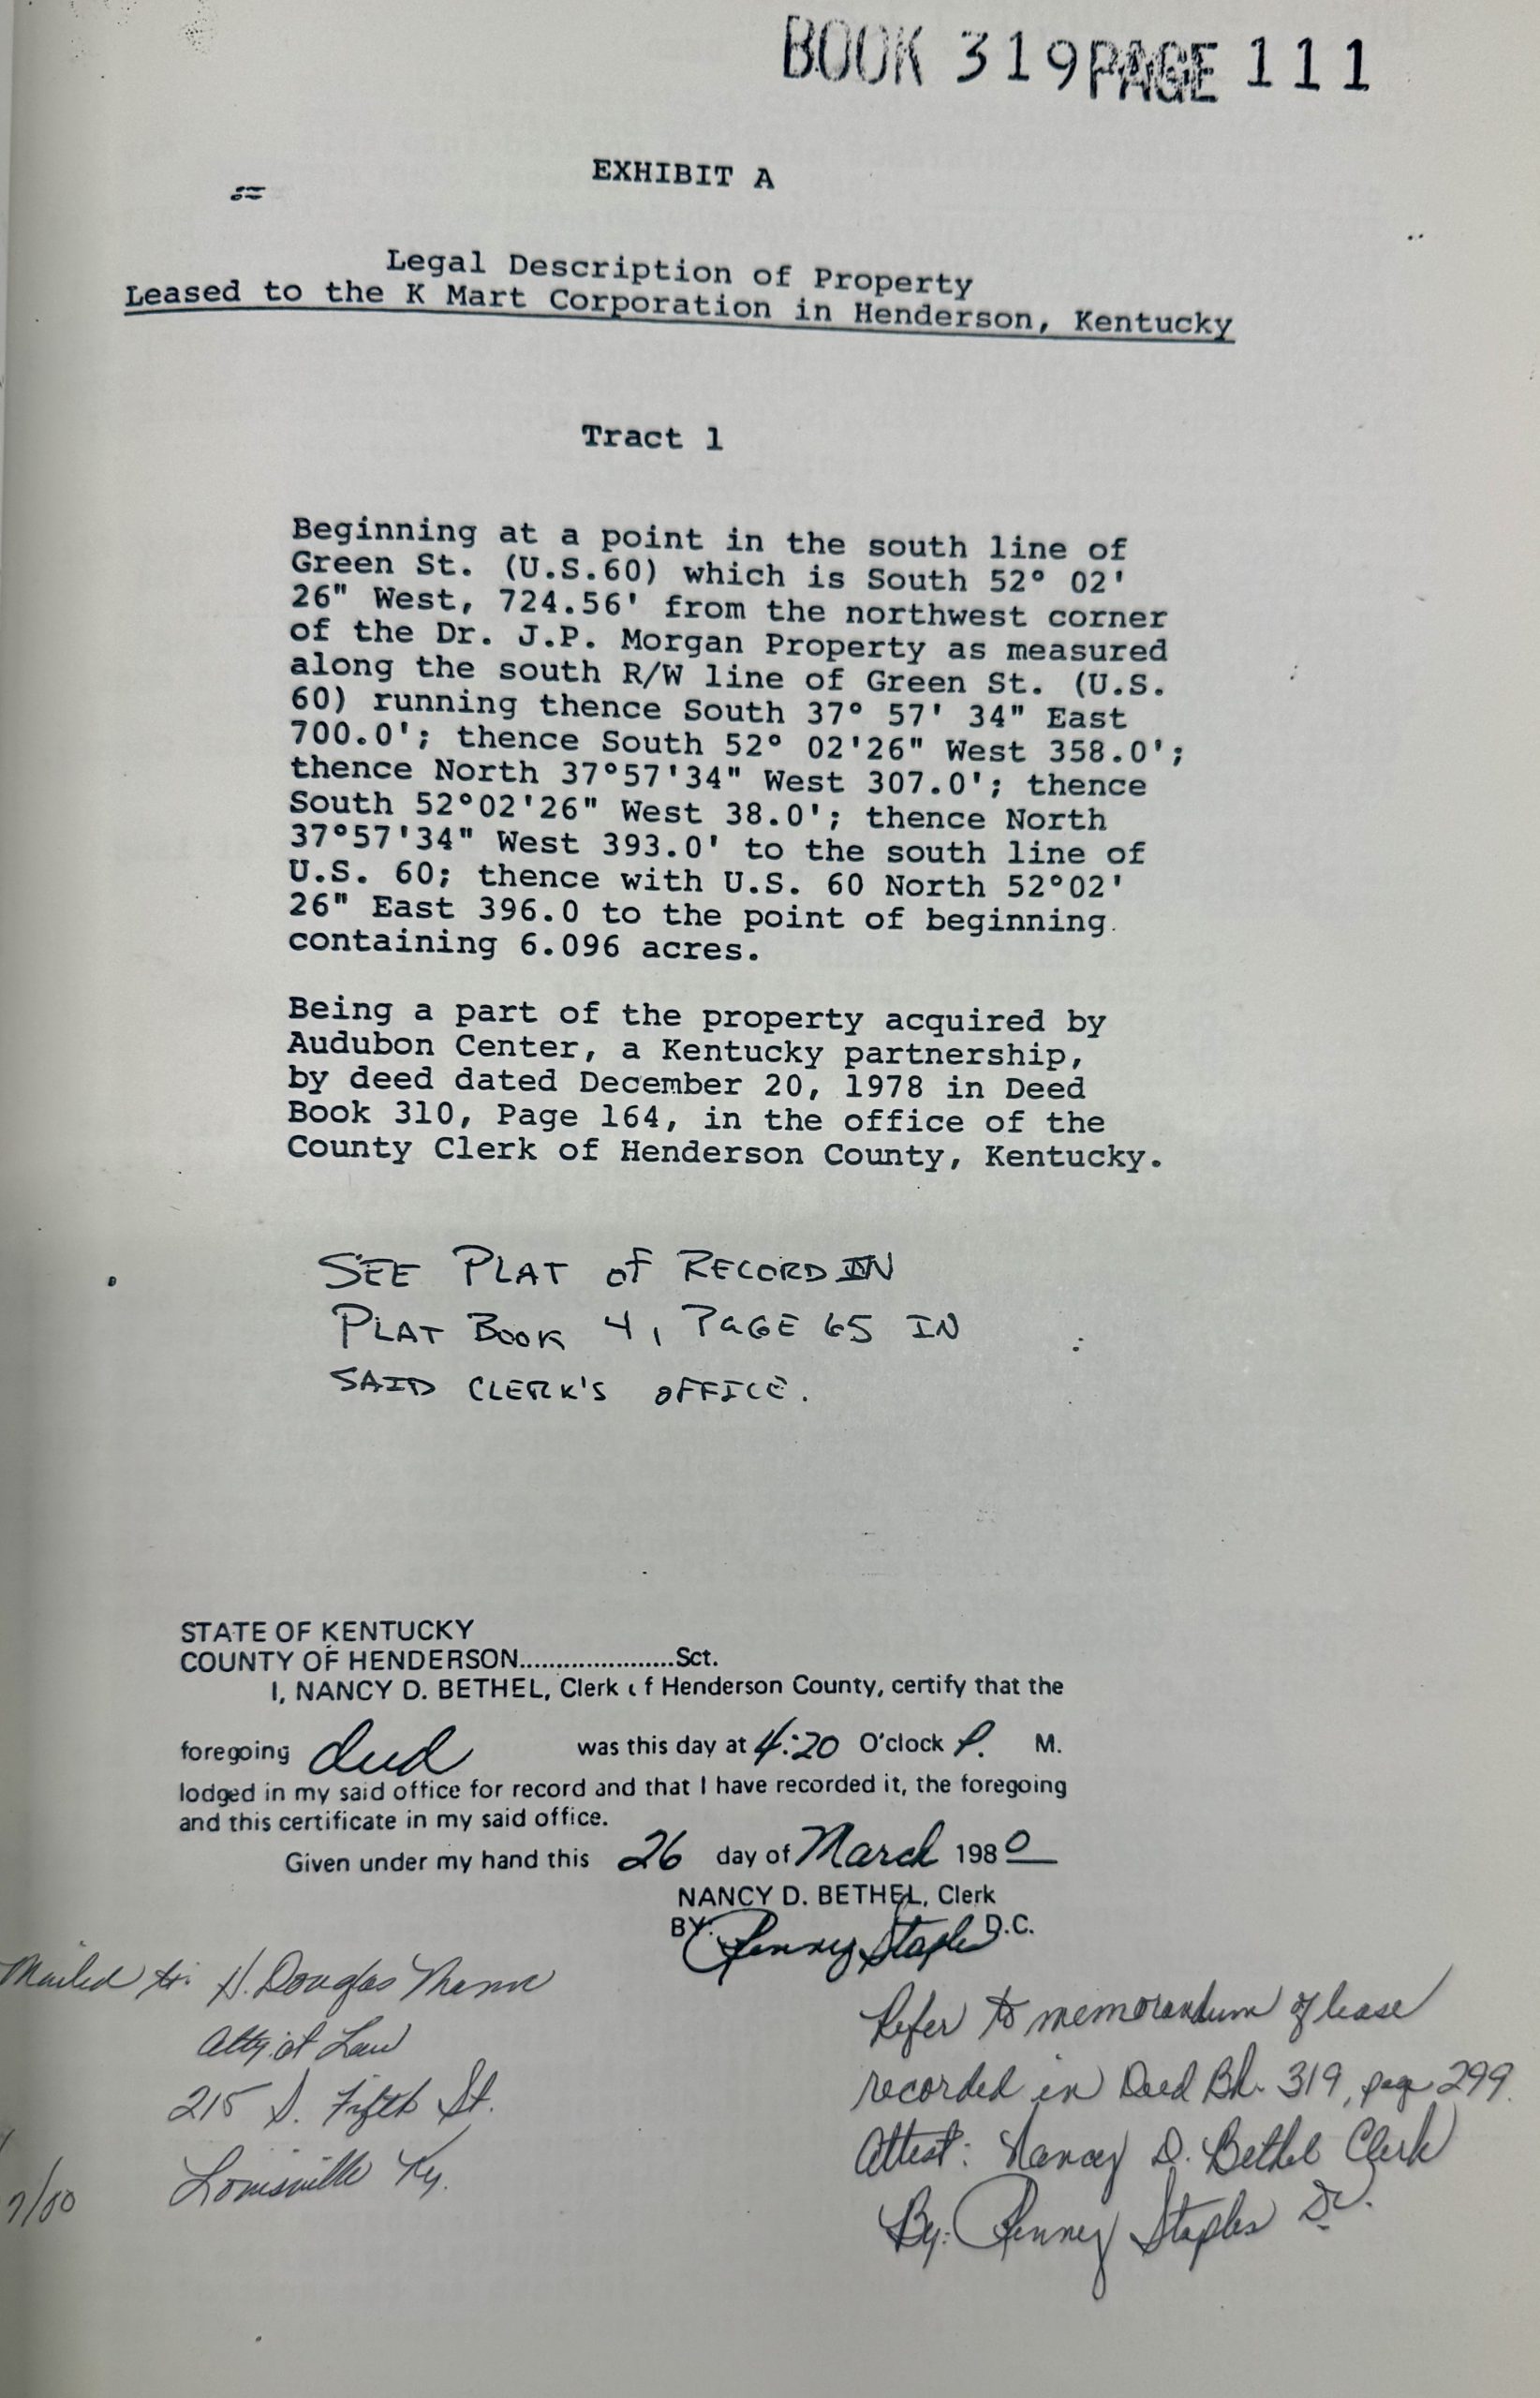 BOOK 319 PAGE 111
EXHIBIT A
Legal Description of Property
Leased to the K Mart Corporation in Henderson, Kentucky
Tract 1
Beginning at a point in the south line of
Green St. (U.S.60) which is South 52° 02'
26" West, 724.56' from the northwest corner
of the Dr. J.P. Morgan Property as measured
along the south R/W line of Green St. (U.S.
60) running thence South 37° 57' 34" East
700.0'; thence South 52° 02'26" West 358.0';
thence North 37°57'34" West 307.0'; thence
South 52°02'26" West 38.0'; thence North
37°57'34" West 393.0' to the south line of
U.S. 60; thence with U.S. 60 North 52°02'
26" East 396.0 to the point of beginning.
containing 6.096 acres.
Being a part of the property acquired by
Audubon Center, a Kentucky partnership,
by deed dated December 20, 1978 in Deed
Book 310, Page 164, in the office of the
County Clerk of Henderson County, Kentucky.
SEE PLAT of RECORD IN
PLAT BOOK 4, PAGE 65 IN
SAID CLERK'S OFFICE.
STATE OF KENTUCKY
COUNTY OF HENDERSON.....................Sct.
I, NANCY D. BETHEL, Clerk of Henderson County, certify that the
foregoing deed was this day at 4:20 O'clock P. M.
lodged in my said office for record and that I have recorded it, the foregoing
and this certificate in my said office.
Given under my hand this 26 day of March 1980
NANCY D. BETHEL, Clerk
BY: Penney Staples D.C.
Mailed to: H. Douglas
Atty. at Law
215 S. Fifth St.
Louisville Ky.
Refer to memorandum of lease
recorded in Deed Bk. 319, page 299.
Attest: Nancy D. Bethel Clerk
By: Penney Staples DC.